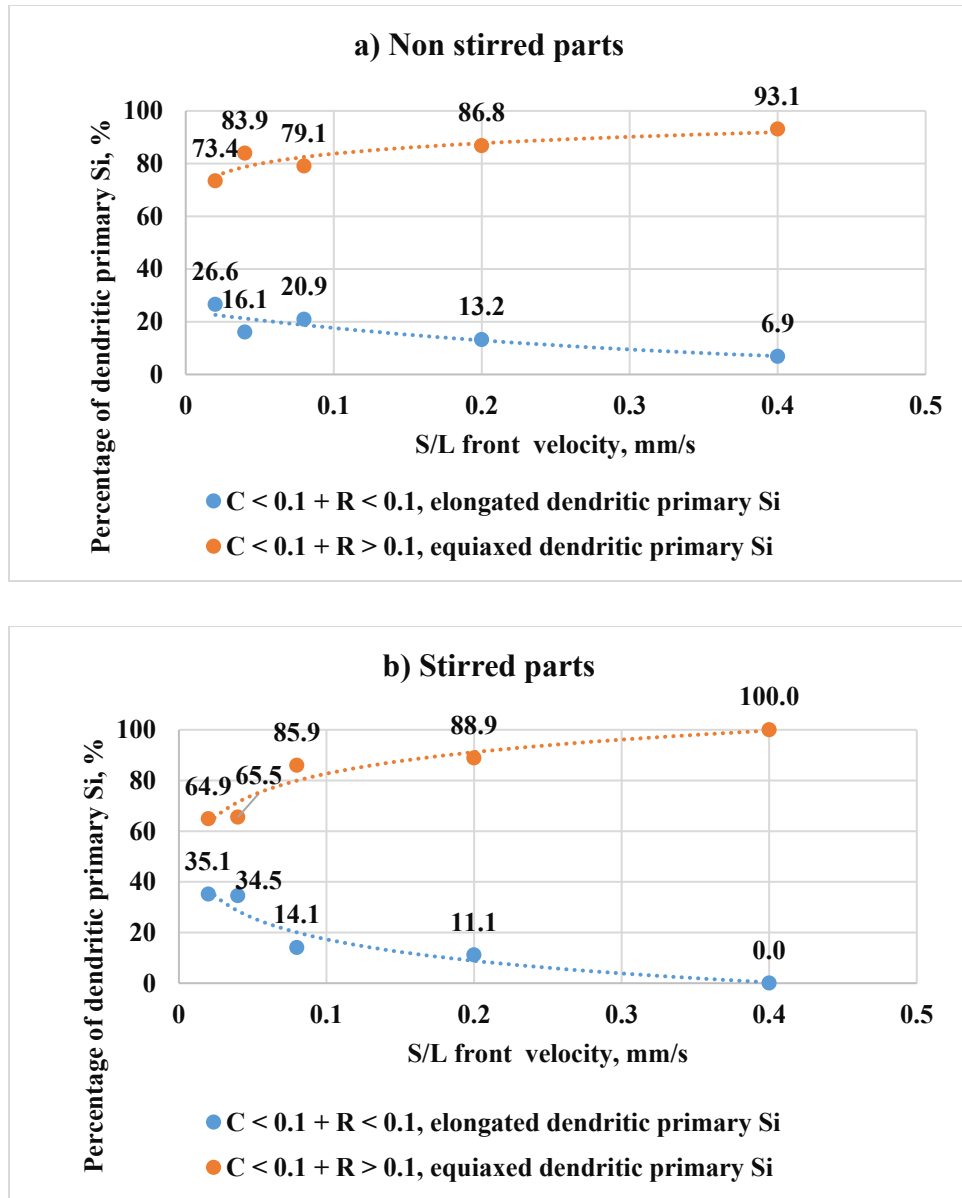 a) Non stirred parts
Percentage of dendritic primary Si, %
100
80
60
40
20
0
73.4
83.9
79.1
86.8
93.1
26.6
16.1
20.9
13.2
6.9
0 0.1 0.2 0.3 0.4 0.5
S/L front velocity, mm/s
C < 0.1 + R < 0.1, elongated dendritic primary Si
C < 0.1 + R > 0.1, equiaxed dendritic primary Si
b) Stirred parts
Percentage of dendritic primary Si, %
100
80
60
40
20
0
64.9
65.5
85.9
88.9
100.0
35.1
34.5
14.1
11.1
0.0
0 0.1 0.2 0.3 0.4 0.5
S/L front velocity, mm/s
C < 0.1 + R < 0.1, elongated dendritic primary Si
C < 0.1 + R > 0.1, equiaxed dendritic primary Si